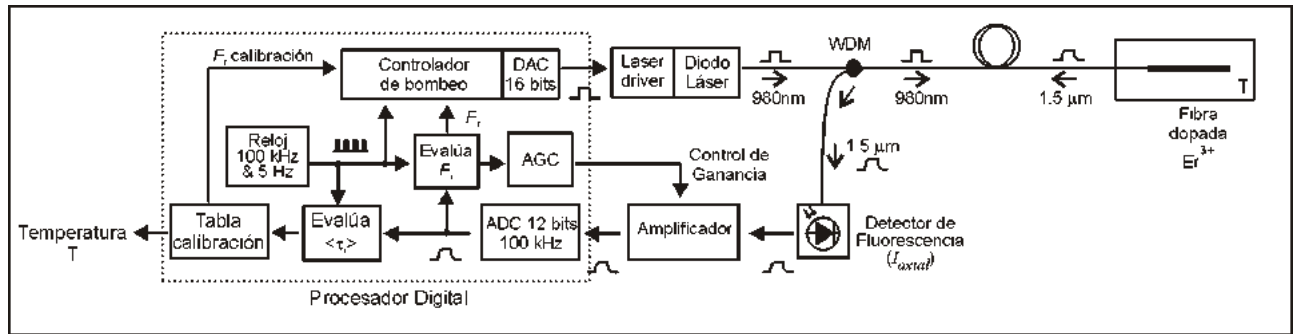 F_r calibración
Controlador
de bombeo
DAC
16 bits
Laser
driver
Diodo
Láser
980nm
WDM
980nm
1.5 μm
T
Fibra
dopada
Er³⁺
Reloj
100 kHz
& 5 Hz
F_r
Evalúa
F_r
AGC
Control de
Ganancia
1.5 μm
Temperatura
T
Tabla
calibración
Evalúa
<τ_r>
ADC 12 bits
100 kHz
Amplificador
Detector de
Fluorescencia
(I_axial)
Procesador Digital